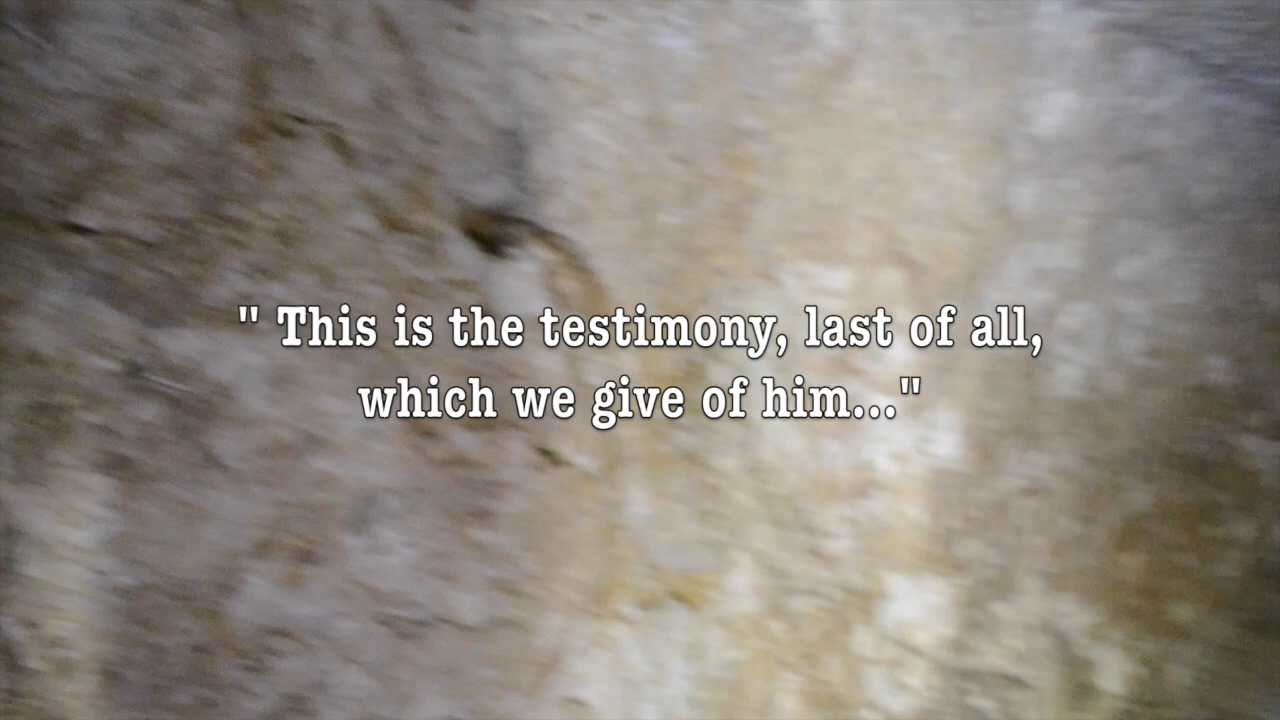 " This is the testimony, last of all,
which we give of him..."